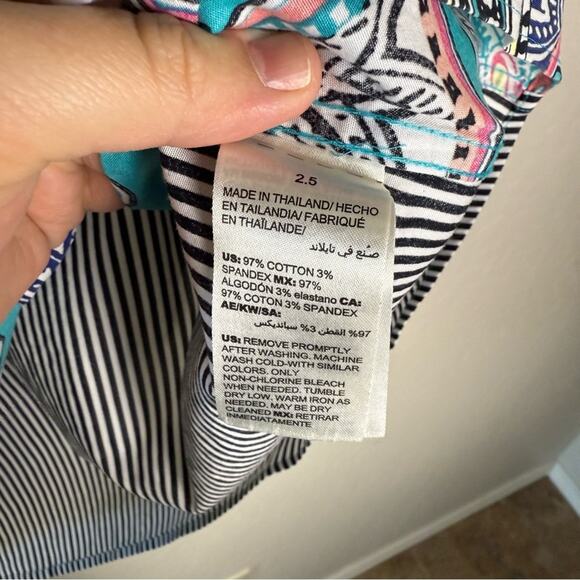 2.5
MADE IN THAILAND/ HECHO
EN TAILANDIA/ FABRIQUÉ
EN THAÏLANDE/
صنع في تايلاند
US: 97% COTTON 3%
SPANDEX MX: 97%
ALGODÓN 3% elastano CA:
97% COTON 3% SPANDEX
AE/KW/SA:
97% القطن 3% سبانديكس
US: REMOVE PROMPTLY
AFTER WASHING. MACHINE
WASH COLD-WITH SIMILAR
COLORS. ONLY
NON-CHLORINE BLEACH
WHEN NEEDED. TUMBLE
DRY LOW. WARM IRON AS
NEEDED. MAY BE DRY
CLEANED MX: RETIRAR
INMEDIATAMENTE